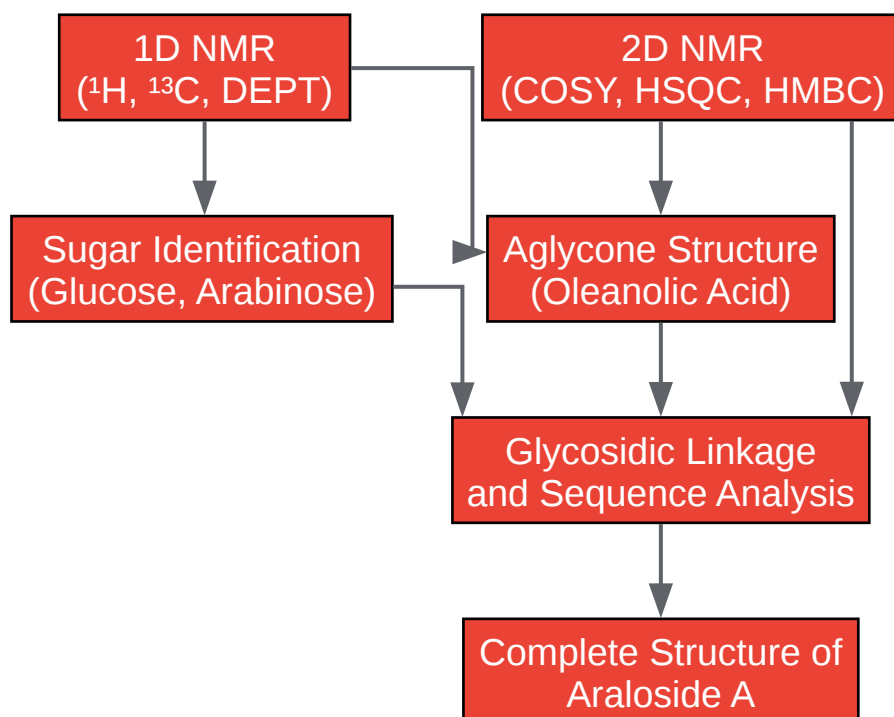 1D NMR
(¹H, ¹³C, DEPT)
2D NMR
(COSY, HSQC, HMBC)
Sugar Identification
(Glucose, Arabinose)
Aglycone Structure
(Oleanolic Acid)
Glycosidic Linkage
and Sequence Analysis
Complete Structure of
Araloside A